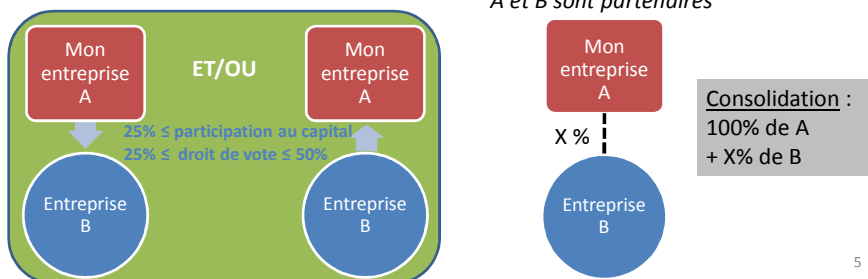 A et B sont partenaires
Mon
entreprise
A
ET/OU
Mon
entreprise
A
25% ≤ participation au capital
25% ≤ droit de vote ≤ 50%
Entreprise
B
Entreprise
B
Mon
entreprise
A
X %
Entreprise
B
Consolidation :
100% de A
+ X% de B
5